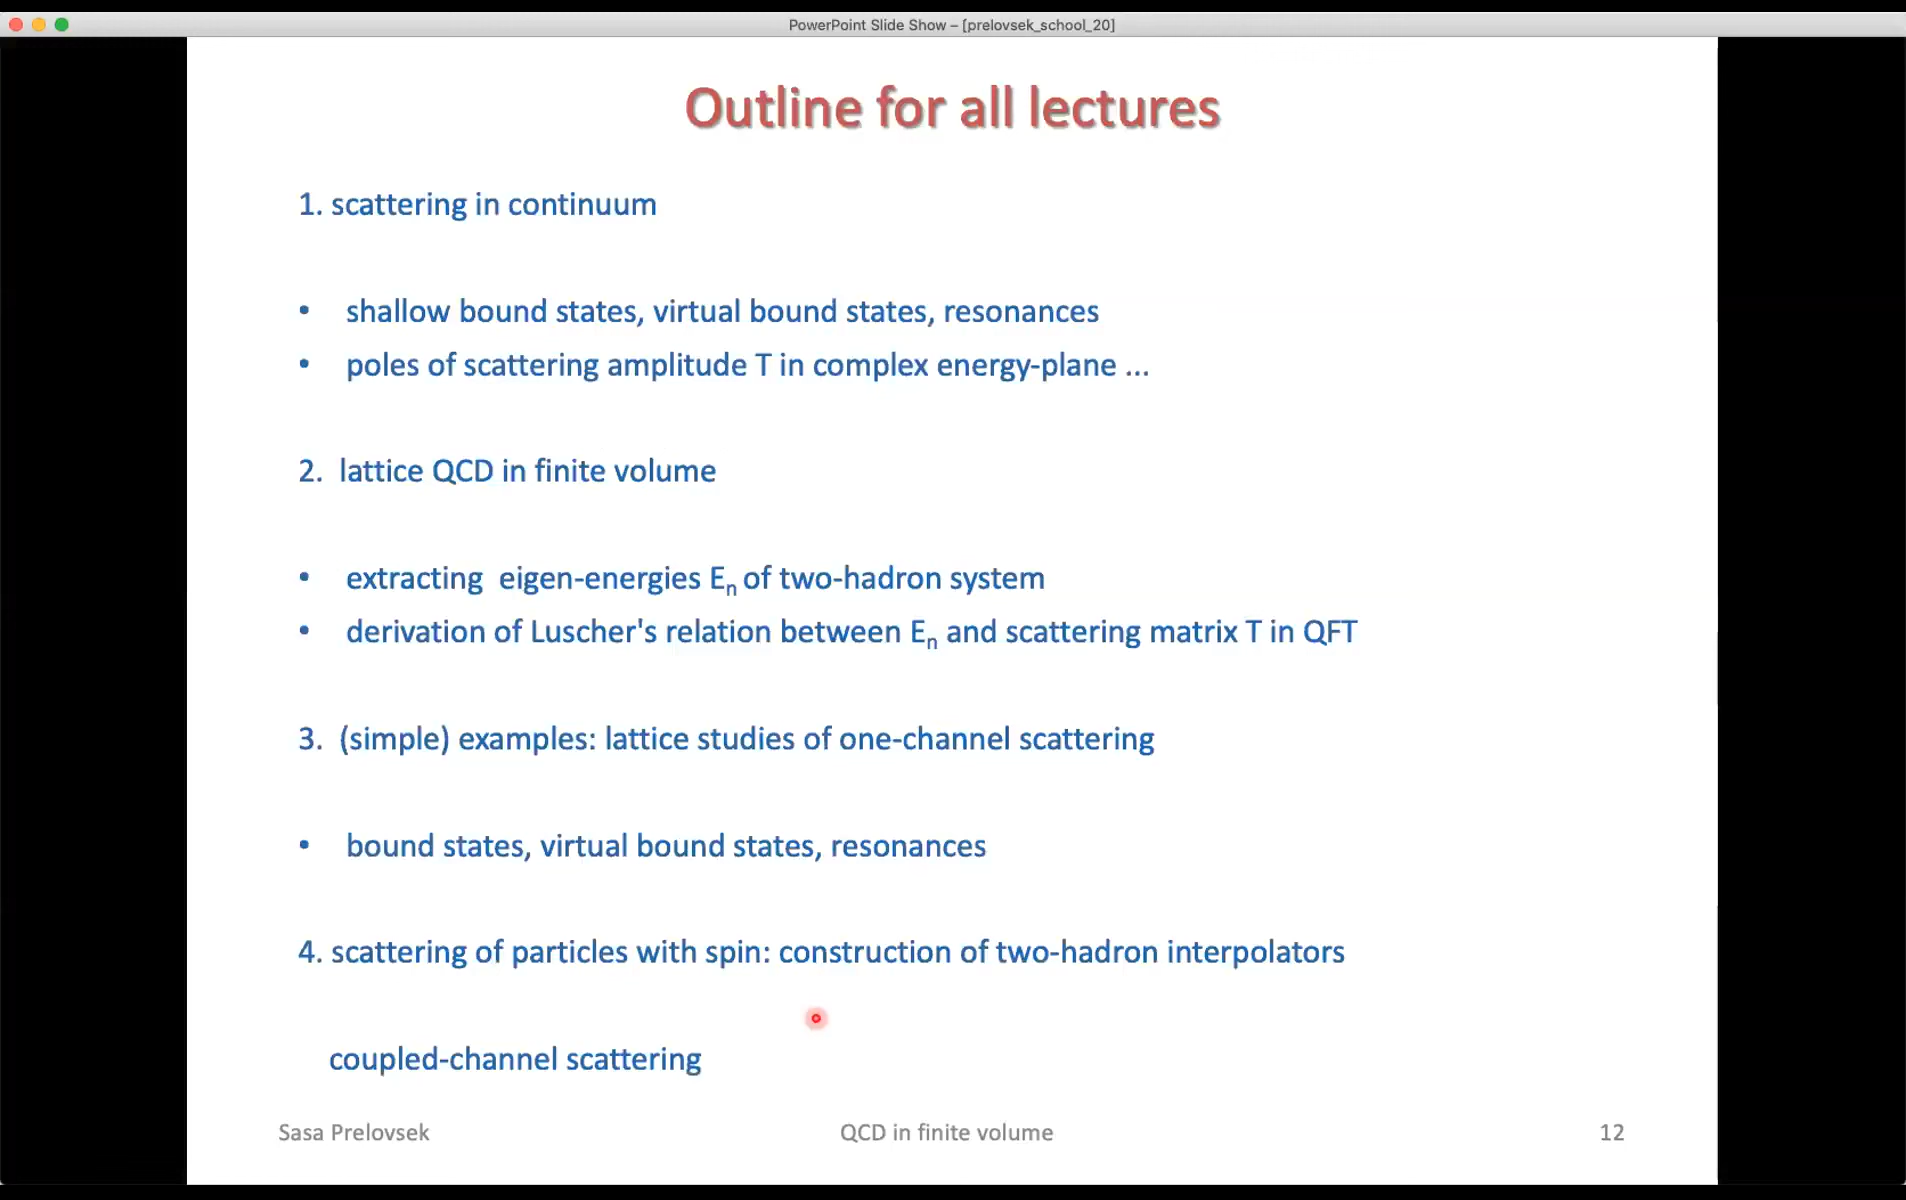 PowerPoint Slide Show – [prelovsek_school_20]
Outline for all lectures
1. scattering in continuum
• shallow bound states, virtual bound states, resonances
• poles of scattering amplitude T in complex energy-plane ...
2. lattice QCD in finite volume
• extracting eigen-energies En of two-hadron system
• derivation of Luscher's relation between En and scattering matrix T in QFT
3. (simple) examples: lattice studies of one-channel scattering
• bound states, virtual bound states, resonances
4. scattering of particles with spin: construction of two-hadron interpolators
coupled-channel scattering
Sasa Prelovsek
QCD in finite volume
12